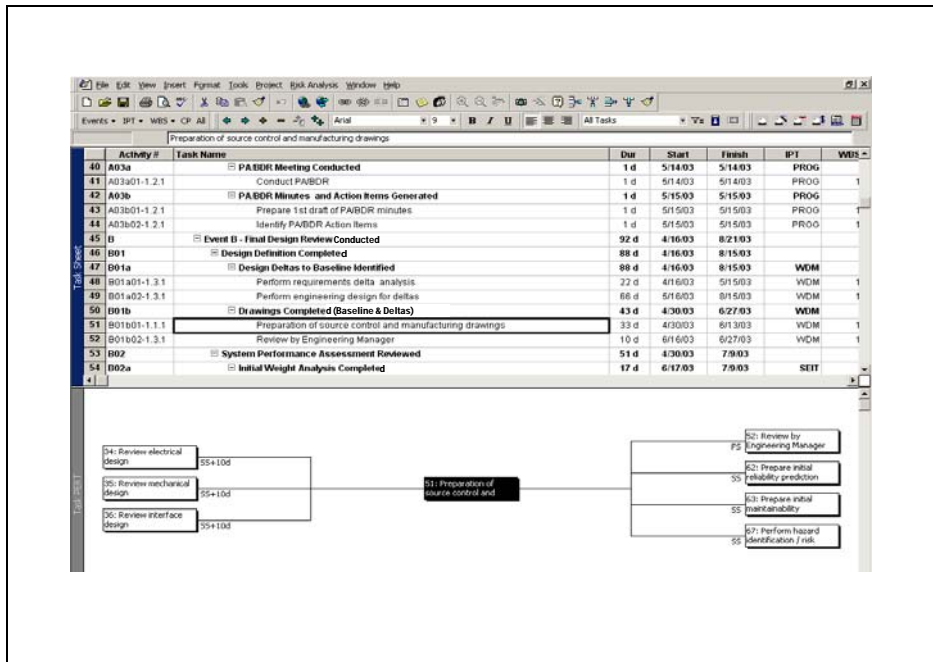 File Edit View Insert Format Tools Project Risk Analysis Window Help
Events IPT WBS CP All Arial 9 B I U All Tasks
Preparation of source control and manufacturing drawings
Activity # Task Name Dur Start Finish IPT WBS
40 A03a PA/BDR Meeting Conducted 1 d 5/14/03 5/14/03 PROG
41 A03a01-1.2.1 Conduct PA/BDR 1 d 5/14/03 5/14/03 PROG 1
42 A03b PA/BDR Minutes and Action Items Generated 1 d 5/15/03 5/15/03 PROG
43 A03b01-1.2.1 Prepare 1st draft of PA/BDR minutes 1 d 5/15/03 5/15/03 PROG 1
44 A03b02-1.2.1 Identify PA/BDR Action Items 1 d 5/15/03 5/15/03 PROG 1
45 B Event B - Final Design Review Conducted 92 d 4/16/03 8/21/03
46 B01 Design Definition Completed 88 d 4/16/03 8/15/03
47 B01a Design Deltas to Baseline Identified 88 d 4/16/03 8/15/03 WDM
48 B01a01-1.3.1 Perform requirements delta analysis 22 d 4/16/03 5/15/03 WDM 1
49 B01a02-1.3.1 Perform engineering design for deltas 66 d 5/16/03 8/15/03 WDM 1
50 B01b Drawings Completed (Baseline & Deltas) 43 d 4/30/03 6/27/03 WDM
51 B01b01-1.1.1 Preparation of source control and manufacturing drawings 33 d 4/30/03 6/13/03 WDM 1
52 B01b02-1.3.1 Review by Engineering Manager 10 d 6/16/03 6/27/03 WDM 1
53 B02 System Performance Assessment Reviewed 51 d 4/30/03 7/9/03
54 B02a Initial Weight Analysis Completed 17 d 6/17/03 7/9/03 SEIT
Task Sheet
Task PERT
34: Review electrical
design
SS+10d
35: Review mechanical
design
SS+10d
36: Review interface
design
SS+10d
51: Preparation of
source control and
52: Review by
Engineering Manager
FS
62: Prepare initial
reliability prediction
SS
63: Prepare initial
maintainability
SS
67: Perform hazard
identification / risk
SS